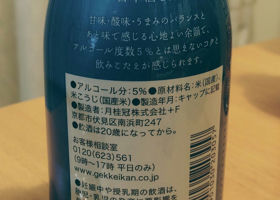 甘味・酸味・うまみのバランスと
あと味で感じる心地よい余韻で、
アルコール度数5%とは思えないコクと
飲みごたえが感じられます。
●アルコール分：5%●原材料名：米(国産)、
米こうじ(国産米)●製造年月：キャップに記載
●製造者：月桂冠株式会社＋F
京都市伏見区南浜町247
●飲酒は20歳になってから。
お客様相談室
0120(623)561
(9時〜17時 平日のみ)
www.gekkeikan.co.jp
●妊娠中や授乳期の飲酒は、